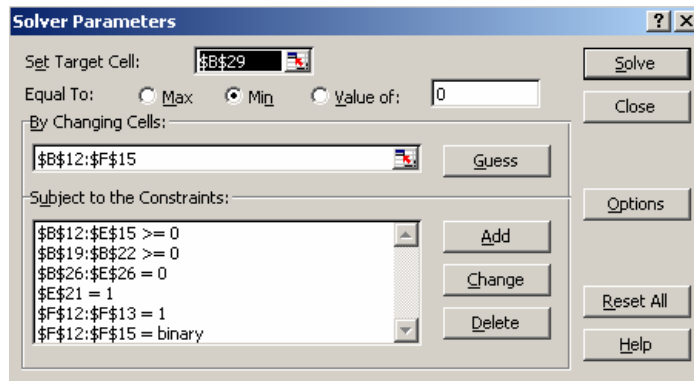 Solver Parameters
Set Target Cell: $B$29 Solve
Equal To: Max Min Value of: 0 Close
By Changing Cells:
$B$12:$F$15 Guess
Subject to the Constraints: Options
$B$12:$E$15 >= 0 Add
$B$19:$B$22 >= 0
$B$26:$E$26 = 0 Change
$E$21 = 1
$F$12:$F$13 = 1 Reset All
$F$12:$F$15 = binary Delete
Help